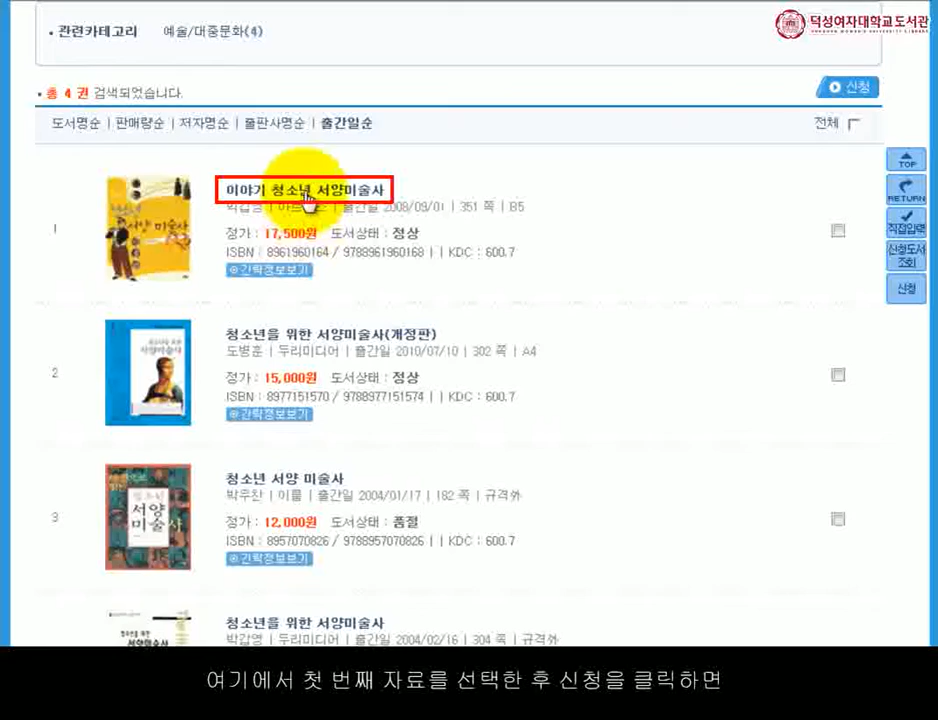 관련카테고리 예술/대중문화(4)
덕성여자대학교도서관
총 4 권 검색되었습니다.
신청
도서명순 | 판매량순 | 저자명순 | 출판사명순 | 출간일순 전체
TOP
RETURN
직접입력
신청도서
조회
신청
1
이야기 청소년 서양미술사
박갑영 | 출간일 2008/09/01 | 351 쪽 | B5
정가 : 17,500원 도서상태 : 정상
ISBN : 8961960164 / 9788961960168 | | KDC : 600.7
간략정보보기
2
청소년을 위한 서양미술사(개정판)
도병훈 | 두리미디어 | 출간일 2010/07/10 | 302 쪽 | A4
정가 : 15,000원 도서상태 : 정상
ISBN : 8977151570 / 9788977151574 | | KDC : 600.7
간략정보보기
3
서양
미술사
청소년 서양 미술사
박우찬 | 이룸 | 출간일 2004/01/17 | 182 쪽 | 규격외
정가 : 12,000원 도서상태 : 품절
ISBN : 8957070826 / 9788957070826 | | KDC : 600.7
간략정보보기
청소년을 위한 서양미술사
박갑영 | 두리미디어 | 출간일 2004/02/16 | 304 쪽 | 규격외
여기에서 첫 번째 자료를 선택한 후 신청을 클릭하면